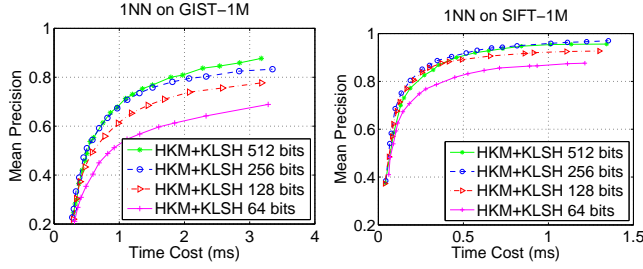 1NN on GIST−1M
Mean Precision
1
0.8
0.6
0.4
0.2
HKM+KLSH 512 bits
HKM+KLSH 256 bits
HKM+KLSH 128 bits
HKM+KLSH 64 bits
0 1 2 3 4
Time Cost (ms)
1NN on SIFT−1M
Mean Precision
1
0.8
0.6
0.4
0.2
HKM+KLSH 512 bits
HKM+KLSH 256 bits
HKM+KLSH 128 bits
HKM+KLSH 64 bits
0 0.5 1 1.5
Time Cost (ms)